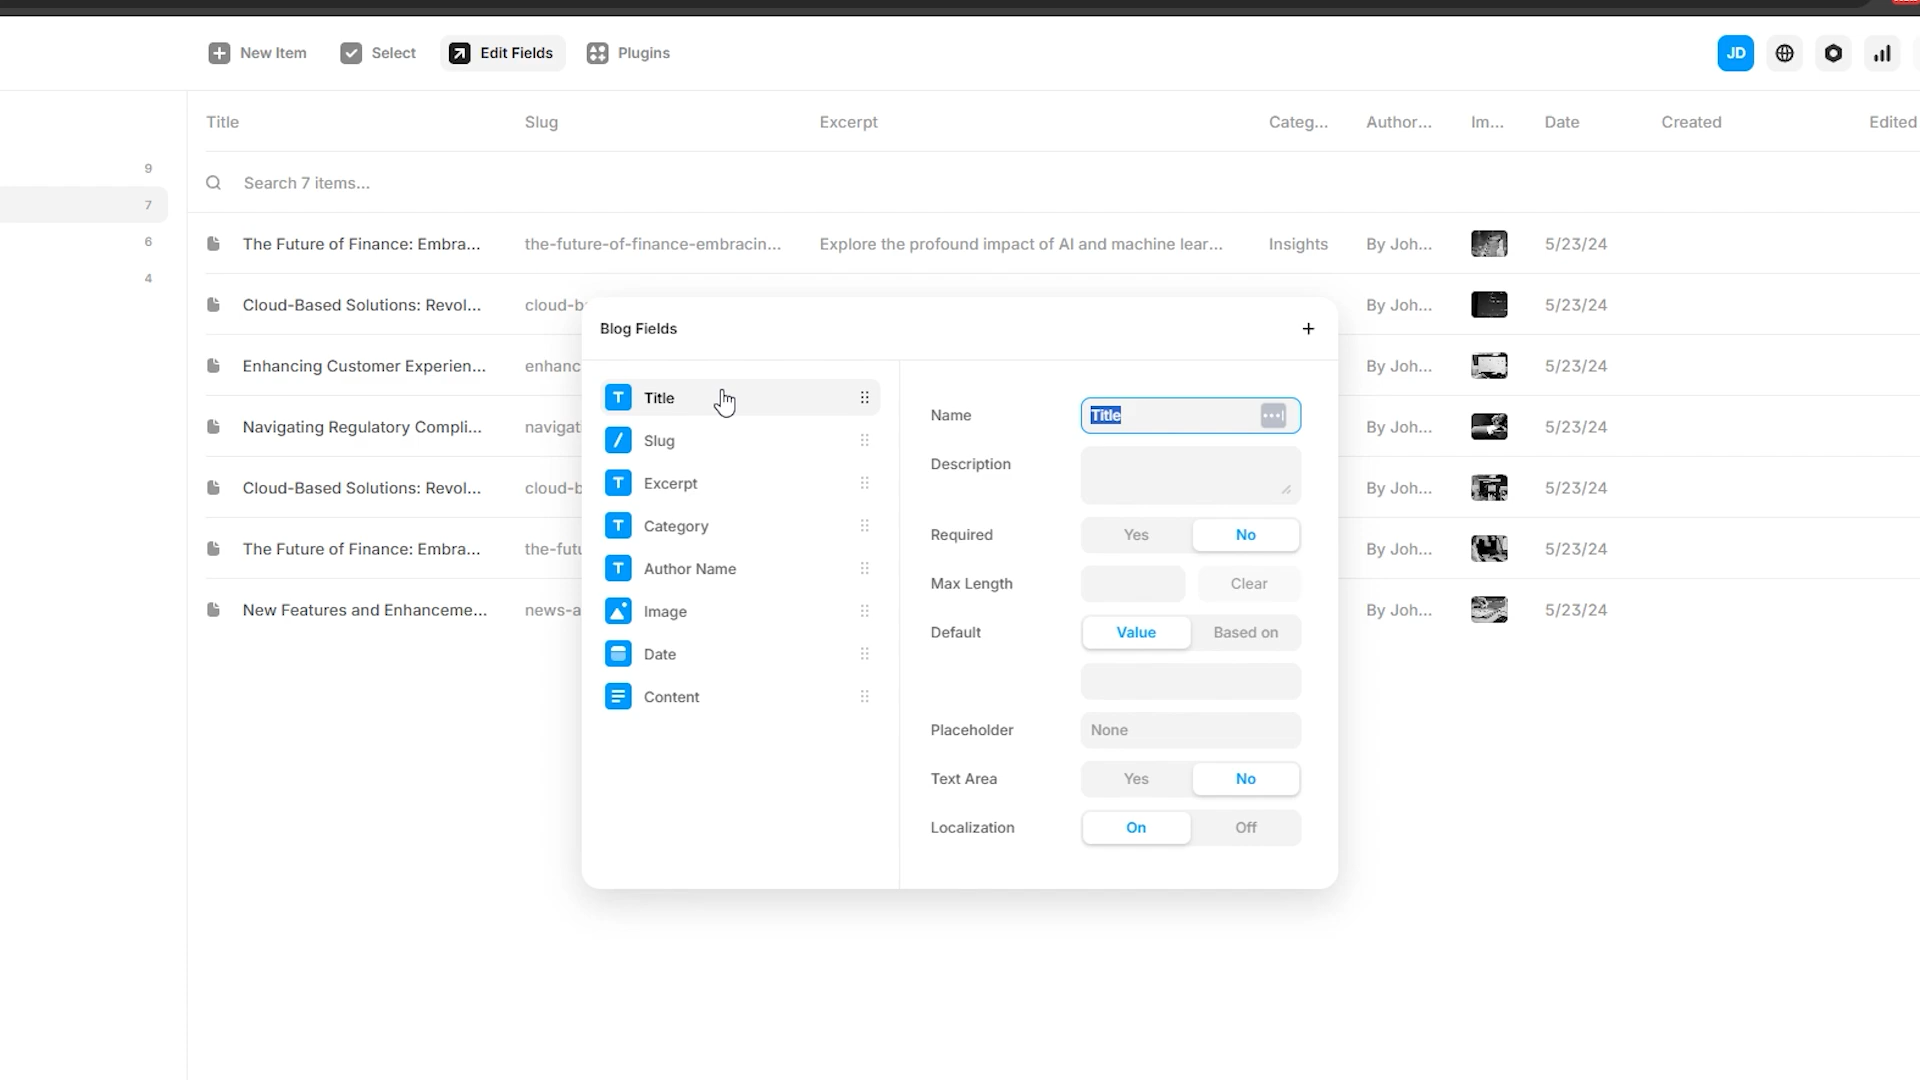 New Item Select Edit Fields Plugins JD
Title Slug Excerpt Categ... Author... Im... Date Created Edited
9
Search 7 items...
7
6
The Future of Finance: Embra... the-future-of-finance-embracin... Explore the profound impact of AI and machine lear... Insights By Joh... 5/23/24
4
Cloud-Based Solutions: Revol... cloud-b By Joh... 5/23/24
Enhancing Customer Experien... enhanc By Joh... 5/23/24
Navigating Regulatory Compli... navigat By Joh... 5/23/24
Cloud-Based Solutions: Revol... cloud-b By Joh... 5/23/24
The Future of Finance: Embra... the-futu By Joh... 5/23/24
New Features and Enhanceme... news-a By Joh... 5/23/24
Blog Fields
Title
Slug
Excerpt
Category
Author Name
Image
Date
Content
Name Title
Description
Required Yes No
Max Length Clear
Default Value Based on
Placeholder None
Text Area Yes No
Localization On Off